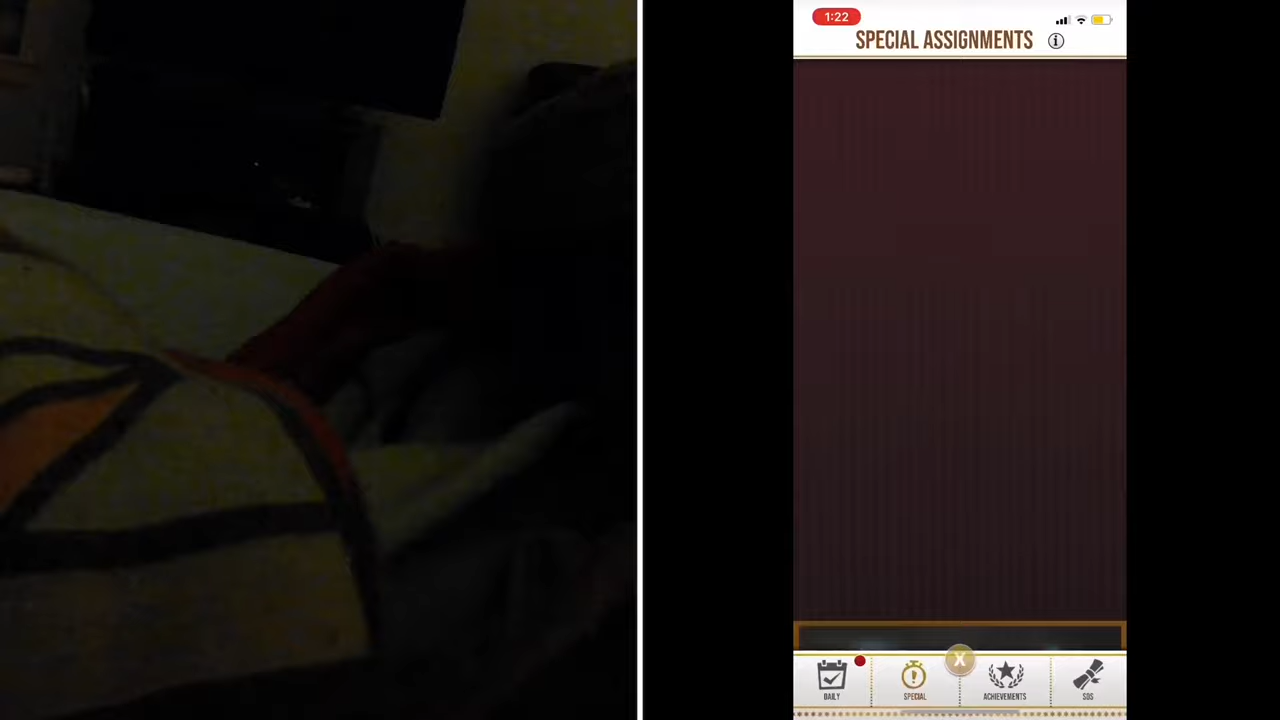 1:22
SPECIAL ASSIGNMENTS
X
DAILY
SPECIAL
ACHIEVEMENTS
SOS